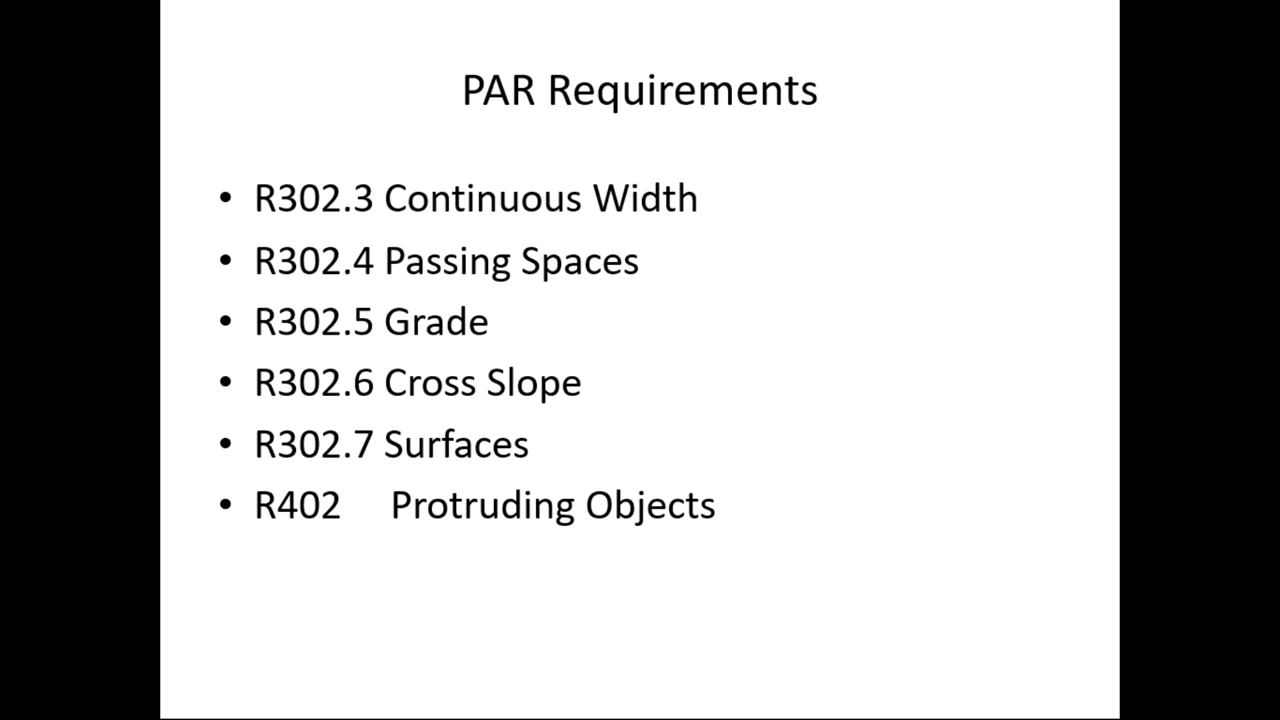 PAR Requirements
• R302.3 Continuous Width
• R302.4 Passing Spaces
• R302.5 Grade
• R302.6 Cross Slope
• R302.7 Surfaces
• R402 Protruding Objects